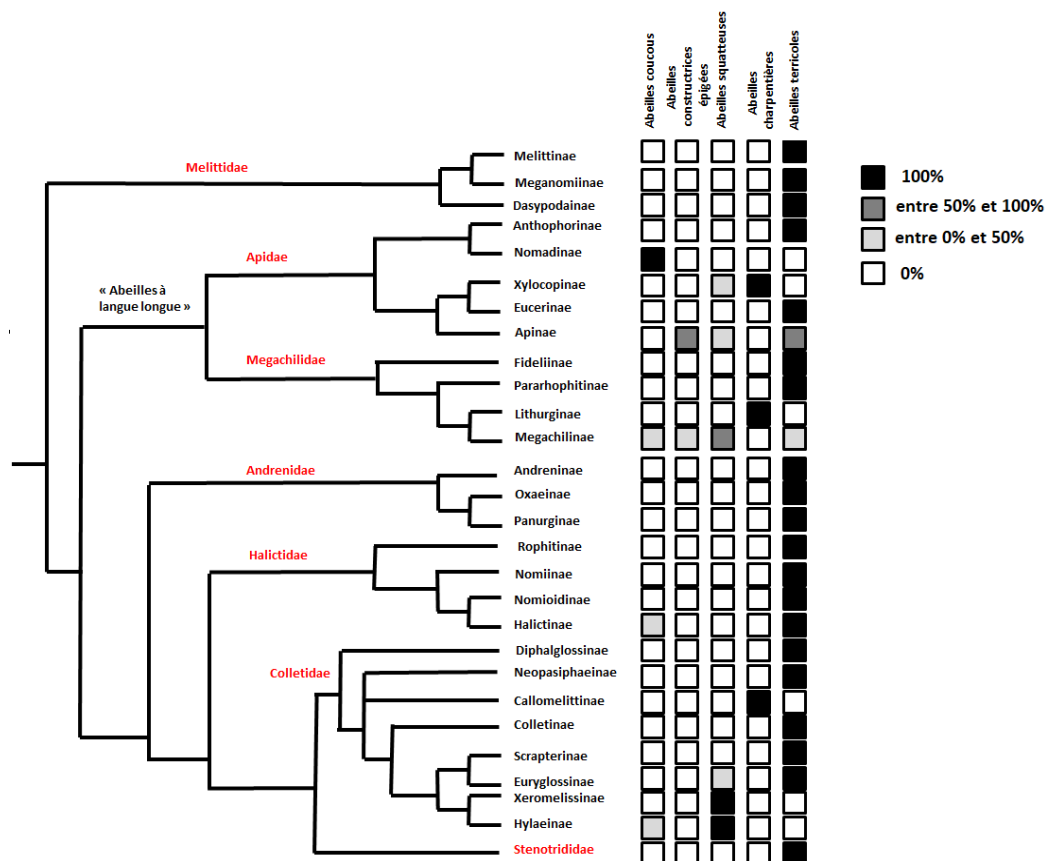 Abeilles coucous
Abeilles
constructrices
épigées
Abeilles squatteuses
Abeilles
charpentières
Abeilles terricoles
100%
entre 50% et 100%
entre 0% et 50%
0%
Melittidae
Apidae
« Abeilles à
langue longue »
Megachilidae
Andrenidae
Halictidae
Colletidae
Melittinae
Meganomiinae
Dasypodainae
Anthophorinae
Nomadinae
Xylocopinae
Eucerinae
Apinae
Fideliinae
Pararhophitinae
Lithurginae
Megachilinae
Andreninae
Oxaeinae
Panurginae
Rophitinae
Nomiinae
Nomioidinae
Halictinae
Diphalglossinae
Neopasiphaeinae
Callomelittinae
Colletinae
Scrapterinae
Euryglossinae
Xeromelissinae
Hylaeinae
Stenotrididae